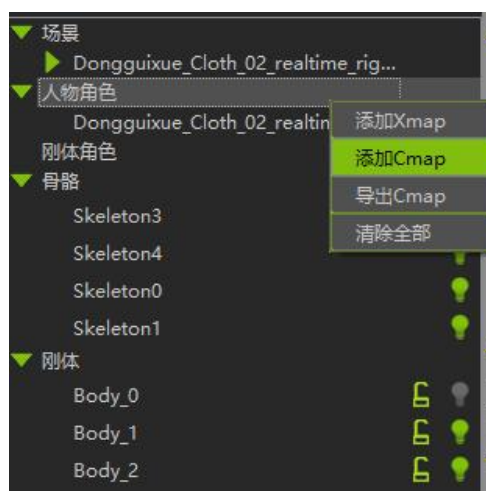 场景
Dongguixue_Cloth_02_realtime_rig...
人物角色
Dongguixue_Cloth_02_realtin
添加Xmap
刚体角色
添加Cmap
骨骼
导出Cmap
Skeleton3
清除全部
Skeleton4
Skeleton0
Skeleton1
刚体
Body_0
Body_1
Body_2